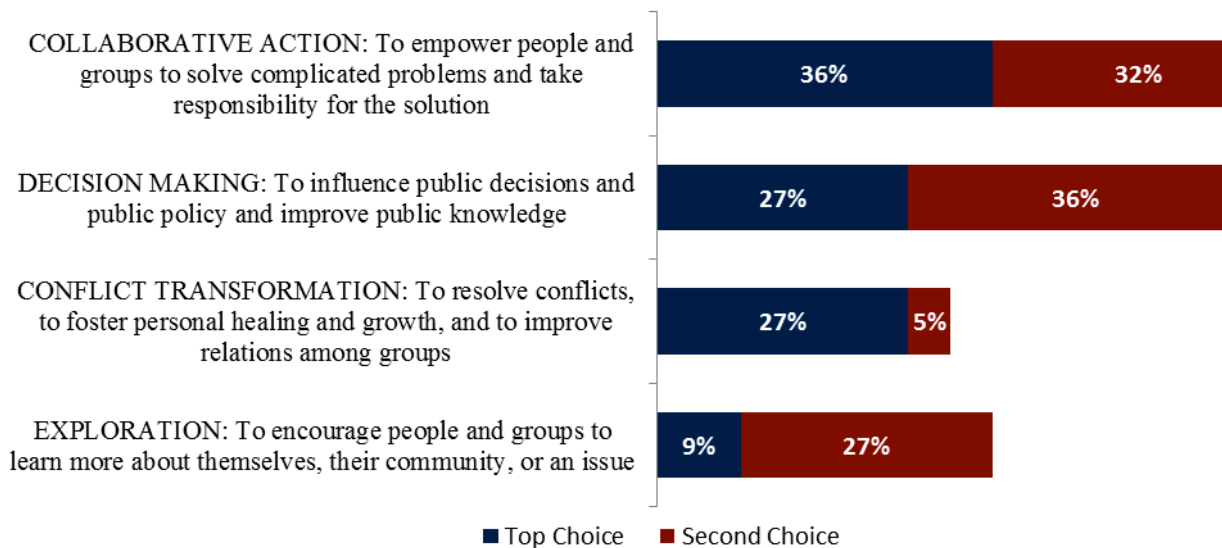 COLLABORATIVE ACTION: To empower people and
groups to solve complicated problems and take
responsibility for the solution
36%
32%
DECISION MAKING: To influence public decisions and
public policy and improve public knowledge
27%
36%
CONFLICT TRANSFORMATION: To resolve conflicts,
to foster personal healing and growth, and to improve
relations among groups
27%
5%
EXPLORATION: To encourage people and groups to
learn more about themselves, their community, or an issue
9%
27%
Top Choice
Second Choice